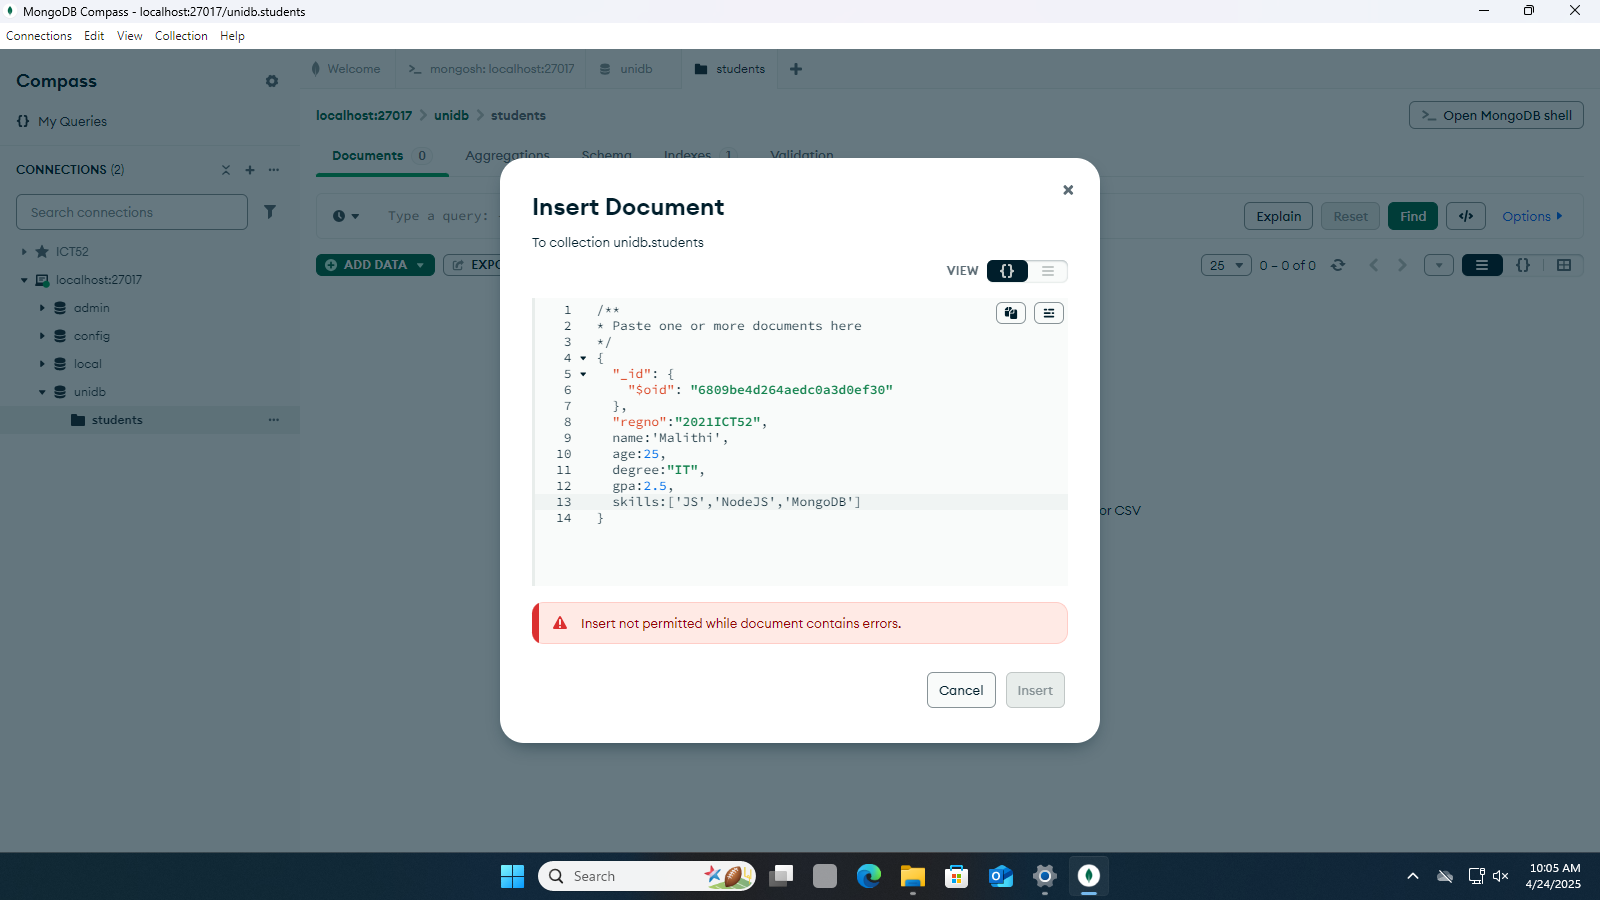 MongoDB Compass - localhost:27017/unidb.students
Connections Edit View Collection Help
Compass
Welcome
mongosh: localhost:27017
unidb
students
My Queries
localhost:27017 > unidb > students
Open MongoDB shell
Documents 0 Aggregations Schema Indexes 1 Validation
CONNECTIONS (2)
Search connections
Type a query:
Explain Reset Find </> Options
ADD DATA
EXPO
25
0 – 0 of 0
{}
ICT52
localhost:27017
admin
config
local
unidb
students
or CSV
Insert Document
To collection unidb.students
VIEW {}
1 /**
2 * Paste one or more documents here
3 */
4 {
5 "_id": {
6 "$oid": "6809be4d264aedc0a3d0ef30"
7 },
8 "regno":"2021ICT52",
9 name:'Malithi',
10 age:25,
11 degree:"IT",
12 gpa:2.5,
13 skills:['JS','NodeJS','MongoDB']
14 }
Insert not permitted while document contains errors.
Cancel Insert
Search
10:05 AM
4/24/2025